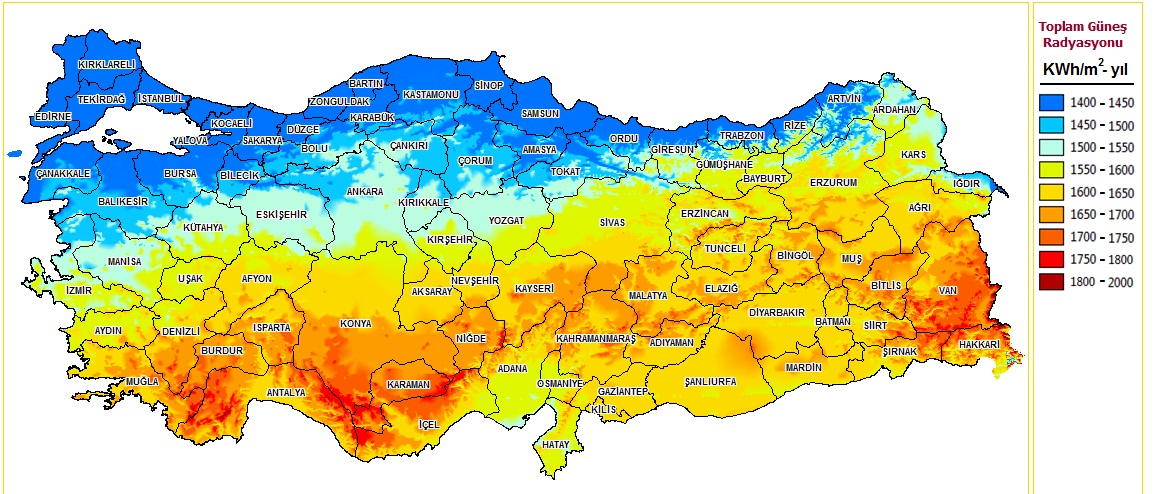 Toplam Güneş
Radyasyonu
KWh/m²- yıl
1400 - 1450
1450 - 1500
1500 - 1550
1550 - 1600
1600 - 1650
1650 - 1700
1700 - 1750
1750 - 1800
1800 - 2000
KIRKLARELİ
TEKİRDAĞ
İSTANBUL
EDİRNE
KOCAELİ
YALOVA
SAKARYA
DÜZCE
BOLU
ZONGULDAK
BARTIN
KARABÜK
KASTAMONU
SİNOP
SAMSUN
ORDU
GİRESUN
TRABZON
RİZE
ARTVİN
ARDAHAN
KARS
IĞDIR
ÇANAKKALE
BURSA
BİLECİK
BALIKESİR
KÜTAHYA
ESKİŞEHİR
ANKARA
ÇANKIRI
KIRIKKALE
ÇORUM
AMASYA
TOKAT
YOZGAT
KIRŞEHİR
SİVAS
GÜMÜŞHANE
BAYBURT
ERZURUM
ERZİNCAN
AĞRI
MANİSA
İZMİR
UŞAK
AFYON
AKSARAY
NEVŞEHİR
KAYSERİ
MALATYA
TUNCELİ
ELAZIĞ
BİNGÖL
MUŞ
BİTLİS
VAN
AYDIN
DENİZLİ
ISPARTA
BURDUR
KONYA
NİĞDE
KAHRAMANMARAŞ
ADIYAMAN
DİYARBAKIR
BATMAN
SİİRT
ŞIRNAK
HAKKARİ
MUĞLA
ANTALYA
KARAMAN
İÇEL
ADANA
OSMANİYE
GAZİANTEP
KİLİS
ŞANLIURFA
MARDİN
HATAY